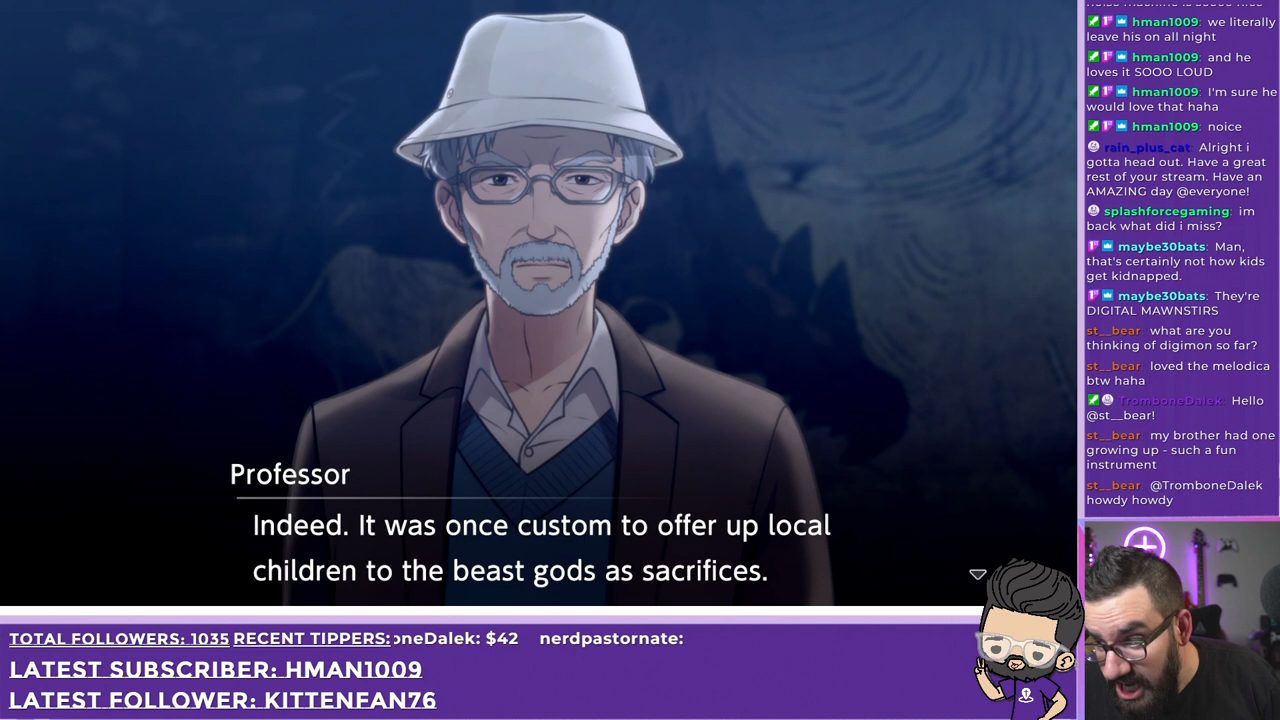 Professor
Indeed. It was once custom to offer up local
children to the beast gods as sacrifices.
hman1009: we literally
leave his on all night
hman1009: and he
loves it SOOO LOUD
hman1009: I'm sure he
would love that haha
hman1009: noice
rain_plus_cat: Alright i
gotta head out. Have a great
rest of your stream. Have an
AMAZING day @everyone!
splashforcegaming: im
back what did i miss?
maybe30bats: Man,
that's certainly not how kids
get kidnapped.
maybe30bats: They're
DIGITAL MAWNSTIRS
st__bear: what are you
thinking of digimon so far?
st__bear: loved the melodica
btw haha
TromboneDalek: Hello
@st__bear!
st__bear: my brother had one
growing up - such a fun
instrument
st__bear: @TromboneDalek
howdy howdy
TOTAL FOLLOWERS: 1035 RECENT TIPPERS: oneDalek: $42 nerdpastornate:
LATEST SUBSCRIBER: HMAN1009
LATEST FOLLOWER: KITTENFAN76